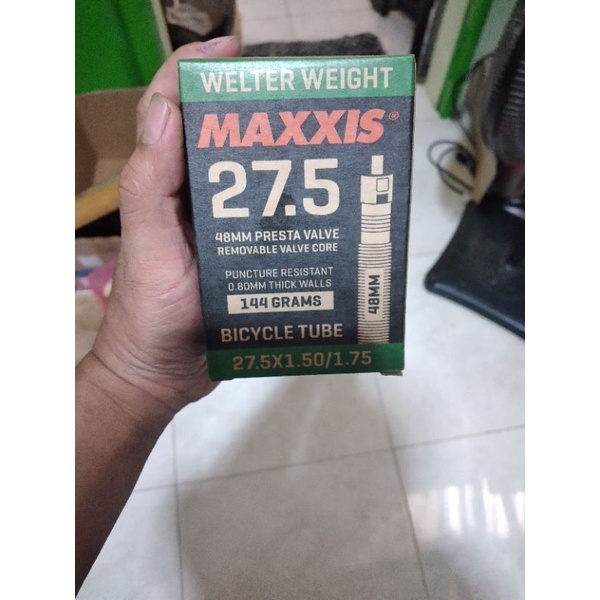 WELTER WEIGHT
MAXXIS®
27.5
48MM PRESTA VALVE
REMOVABLE VALVE CORE
PUNCTURE RESISTANT
0.80MM THICK WALLS
144 GRAMS
48MM
BICYCLE TUBE
27.5X1.50/1.75